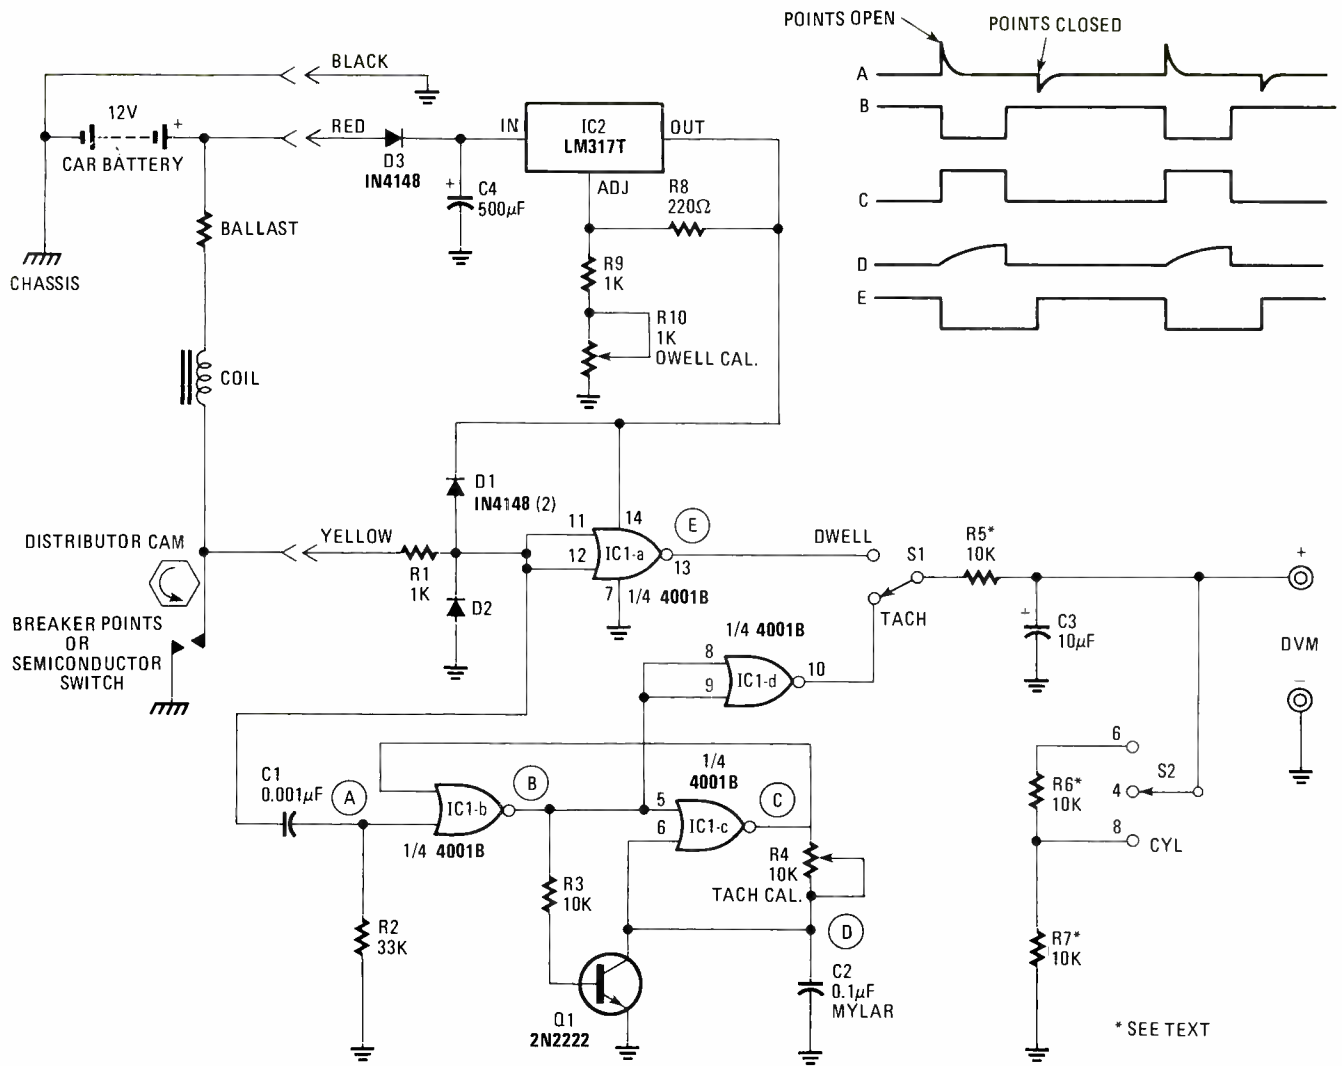 POINTS OPEN
POINTS CLOSED
A
B
C
D
E
BLACK
12V
+
CAR BATTERY
RED
D3
IN4148
IN
IC2
LM317T
OUT
ADJ
+
C4
500µF
R8
220Ω
BALLAST
CHASSIS
R9
1K
R10
1K
DWELL CAL.
COIL
D1
IN4148 (2)
DISTRIBUTOR CAM
YELLOW
R1
1K
D2
11
12
14
IC1-a
13
7
1/4 4001B
E
DWELL
S1
TACH
R5*
10K
+
C3
10µF
+
DVM
−
BREAKER POINTS
OR
SEMICONDUCTOR
SWITCH
1/4 4001B
8
9
IC1-d
10
C1
0.001µF
A
IC1-b
B
1/4 4001B
1/4
4001B
5
6
IC1-c
C
6
4
S2
8
CYL
R6*
10K
R4
10K
TACH CAL.
R3
10K
R2
33K
D
C2
0.1µF
MYLAR
Q1
2N2222
R7*
10K
* SEE TEXT